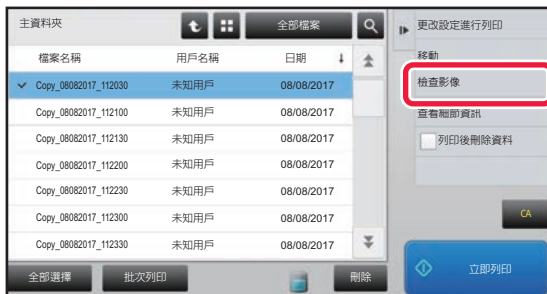 主資料夾 全部檔案
檔案名稱 用戶名稱 日期
Copy_08082017_112030 未知用戶 08/08/2017
Copy_08082017_112100 未知用戶 08/08/2017
Copy_08082017_112130 未知用戶 08/08/2017
Copy_08082017_112200 未知用戶 08/08/2017
Copy_08082017_112230 未知用戶 08/08/2017
Copy_08082017_112300 未知用戶 08/08/2017
Copy_08082017_112330 未知用戶 08/08/2017
全部選擇 批次列印 刪除
更改設定進行列印
移動
檢查影像
查看細節資訊
列印後刪除資料
CA
立即列印